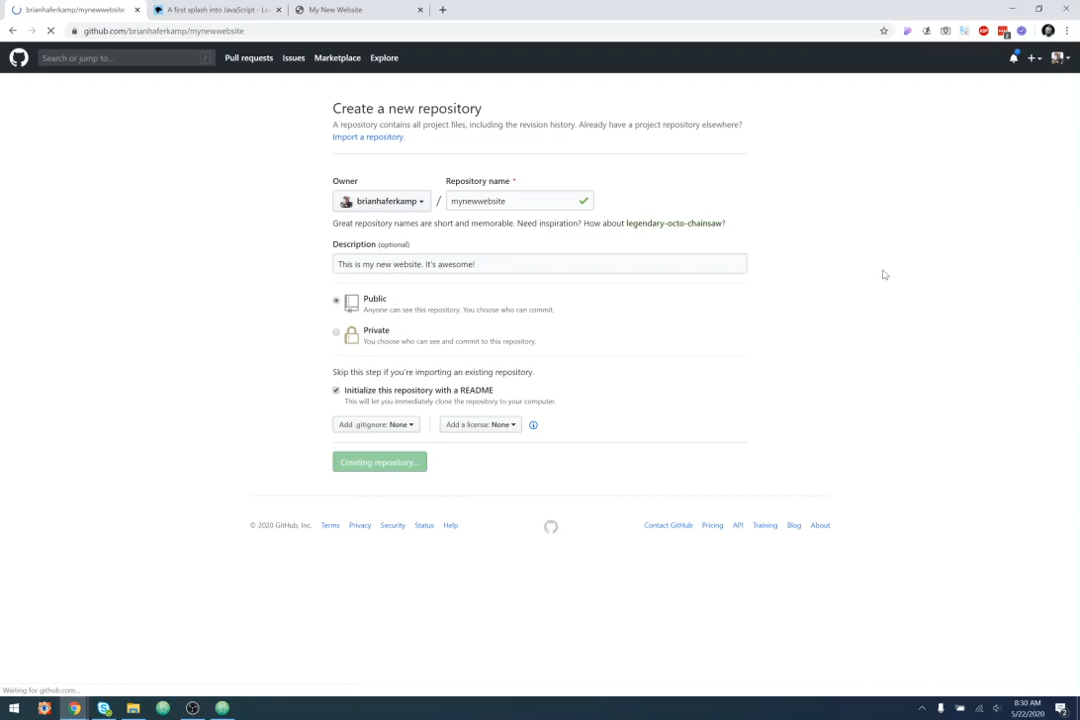 brianhaferkamp/mynewwebsite
A first splash into JavaScript - Le
My New Website
github.com/brianhaferkamp/mynewwebsite
Search or jump to...
/
Pull requests
Issues
Marketplace
Explore
Create a new repository
A repository contains all project files, including the revision history. Already have a project repository elsewhere?
Import a repository.
Owner
Repository name *
brianhaferkamp
/
mynewwebsite
Great repository names are short and memorable. Need inspiration? How about legendary-octo-chainsaw?
Description (optional)
This is my new website. It's awesome!
Public
Anyone can see this repository. You choose who can commit.
Private
You choose who can see and commit to this repository.
Skip this step if you're importing an existing repository.
Initialize this repository with a README
This will let you immediately clone the repository to your computer.
Add .gitignore: None
Add a license: None
Creating repository...
© 2020 GitHub, Inc.
Terms
Privacy
Security
Status
Help
Contact GitHub
Pricing
API
Training
Blog
About
Waiting for github.com...
8:30 AM
5/22/2020